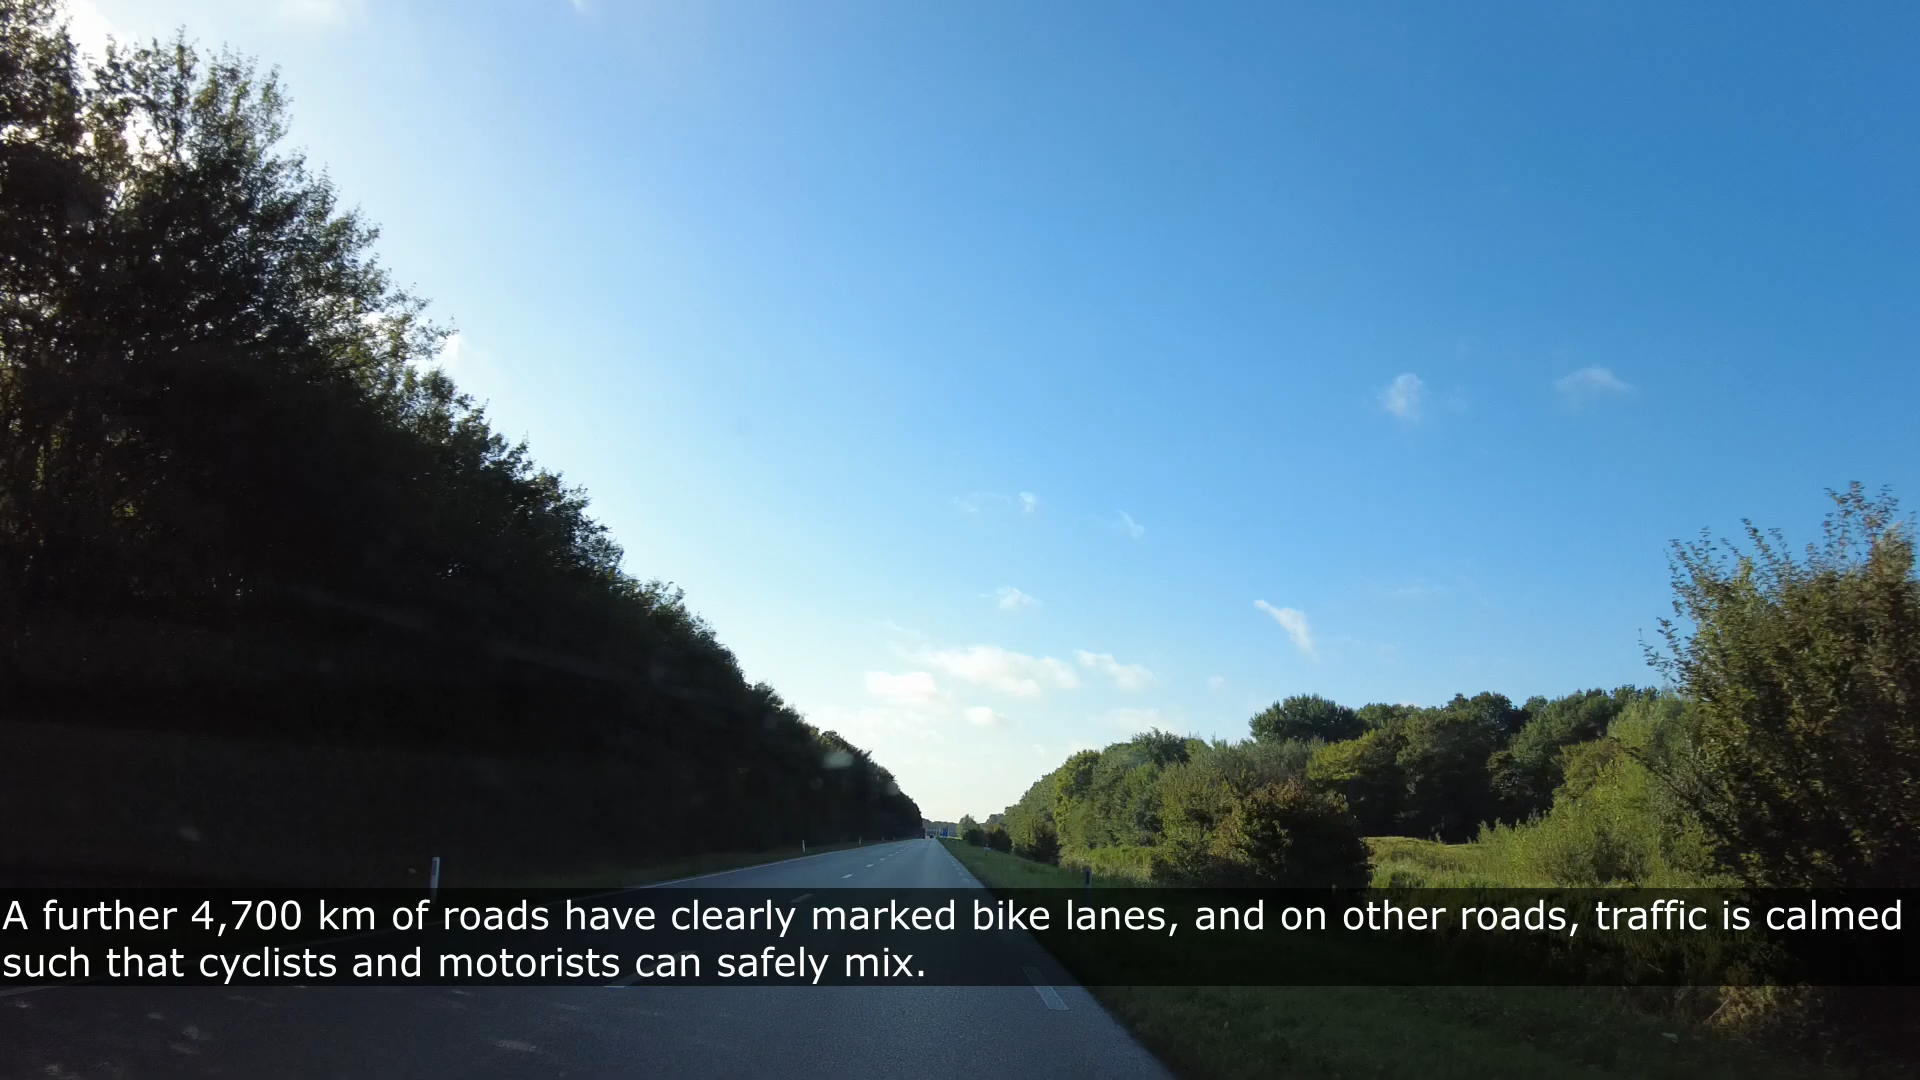 A further 4,700 km of roads have clearly marked bike lanes, and on other roads, traffic is calmed
such that cyclists and motorists can safely mix.